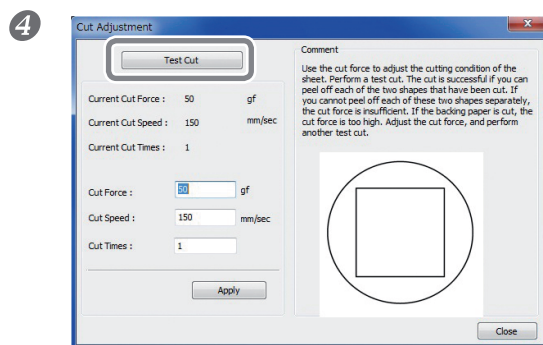 4
Cut Adjustment
X
Test Cut
Current Cut Force : 50 gf
Current Cut Speed : 150 mm/sec
Current Cut Times : 1
Cut Force : 50 gf
Cut Speed : 150 mm/sec
Cut Times : 1
Apply
Comment
Use the cut force to adjust the cutting condition of the
sheet. Perform a test cut. The cut is successful if you can
peel off each of the two shapes that have been cut. If
you cannot peel off each of these two shapes separately,
the cut force is insufficient. If the backing paper is cut, the
cut force is too high. Adjust the cut force, and perform
another test cut.
Close